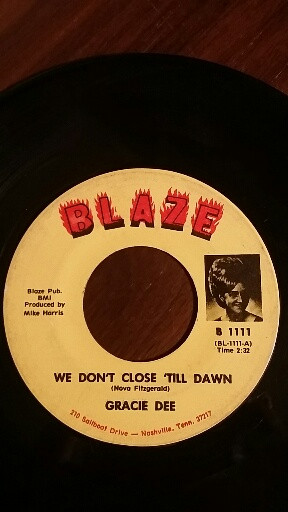 BLAZE
Blaze Pub.
BMI
Produced by
Mike Harris
B 1111
(BL-1111-A)
Time 2:32
WE DON'T CLOSE 'TILL DAWN
(Nova Fitzgerald)
GRACIE DEE
210 Sailboat Drive — Nashville, Tenn. 37217